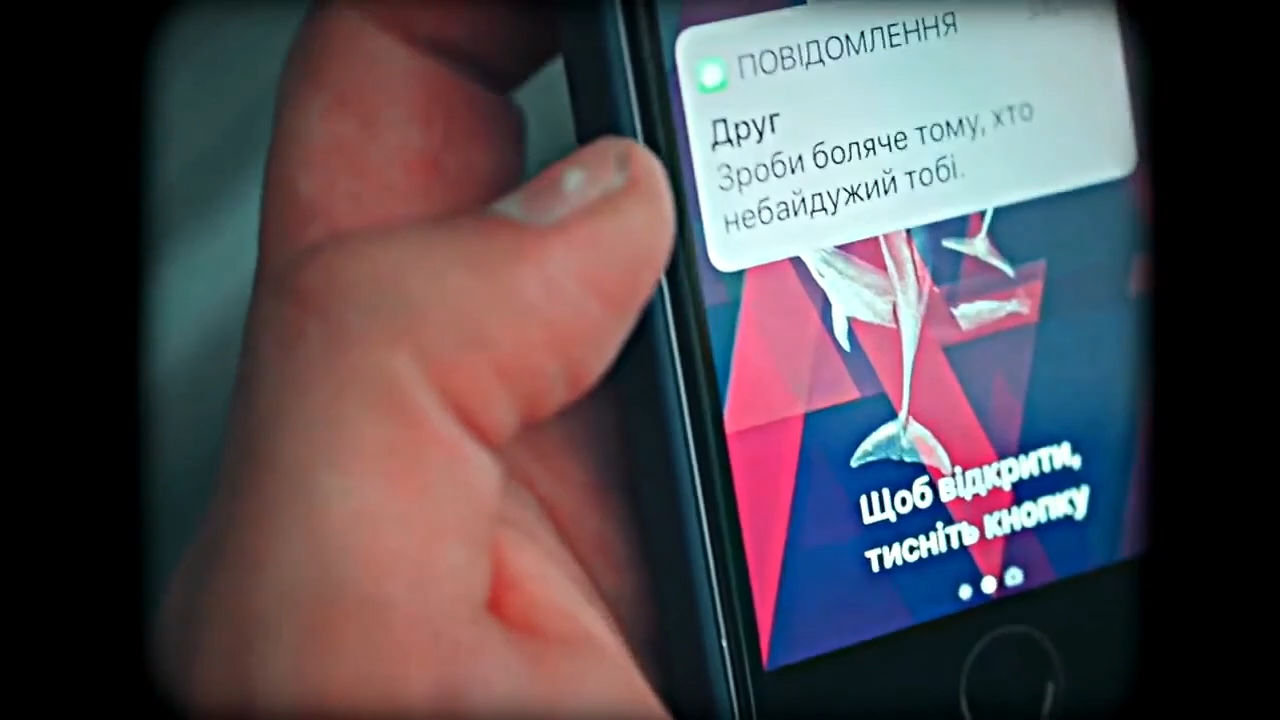 ПОВІДОМЛЕННЯ
Друг
Зроби боляче тому, хто
небайдужий тобі.
Щоб відкрити,
тисніть кнопку